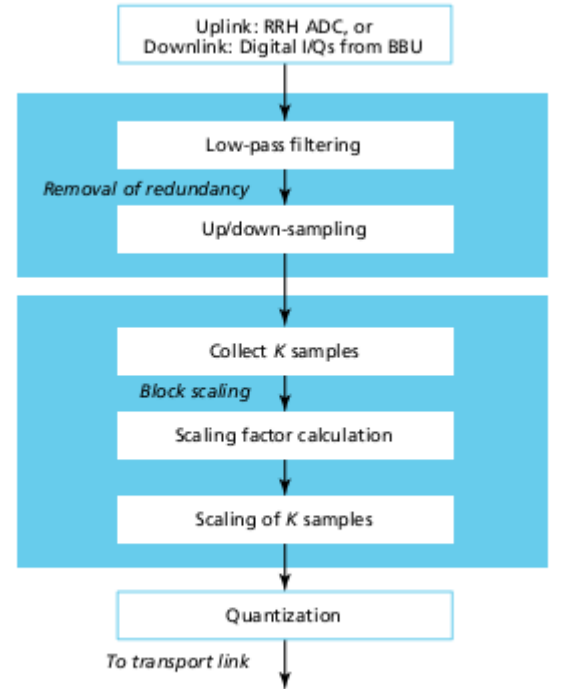 Uplink: RRH ADC, or
Downlink: Digital I/Qs from BBU
Low-pass filtering
Removal of redundancy
Up/down-sampling
Collect K samples
Block scaling
Scaling factor calculation
Scaling of K samples
Quantization
To transport link